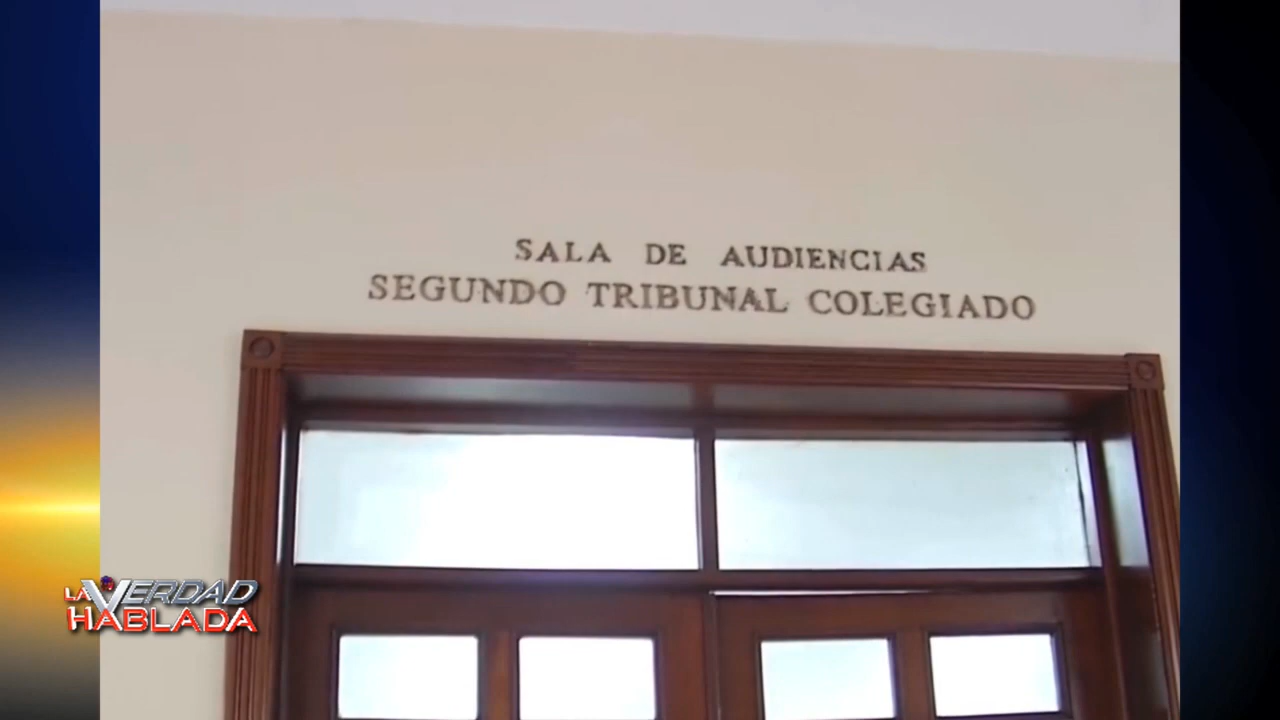 SALA DE AUDIENCIAS
SEGUNDO TRIBUNAL COLEGIADO
LA VERDAD
HABLADA